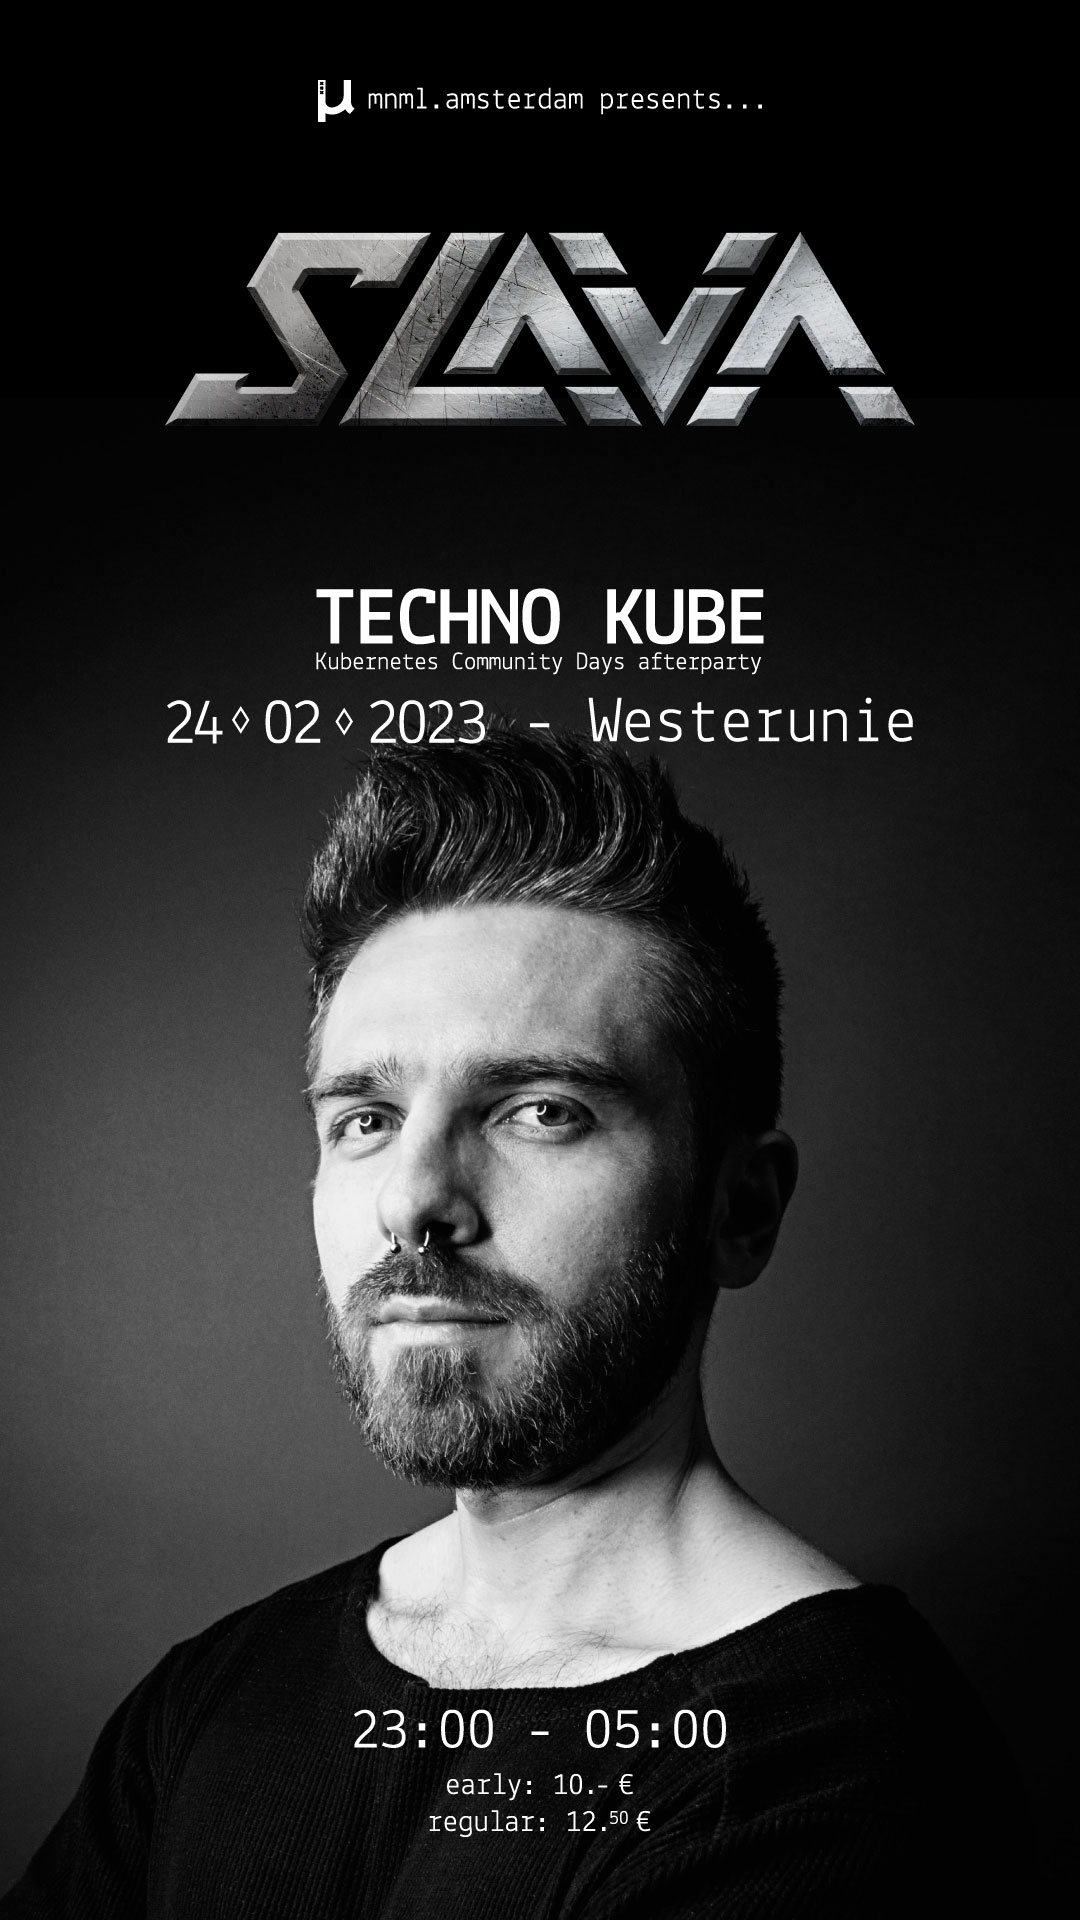 µ mnml.amsterdam presents...
SLAVA
TECHNO KUBE
Kubernetes Community Days afterparty
24◊02◊2023 - Westerunie
23:00 - 05:00
early: 10.- €
regular: 12.50 €